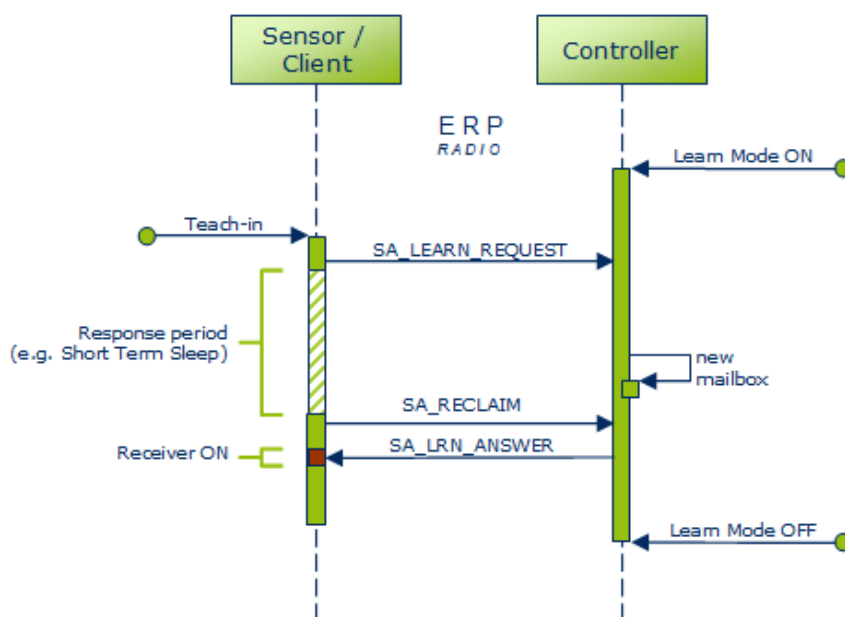 Sensor /
Client
Controller
ERP
RADIO
Learn Mode ON
Teach-in
SA_LEARN_REQUEST
Response period
(e.g. Short Term Sleep)
new
mailbox
SA_RECLAIM
Receiver ON
SA_LRN_ANSWER
Learn Mode OFF